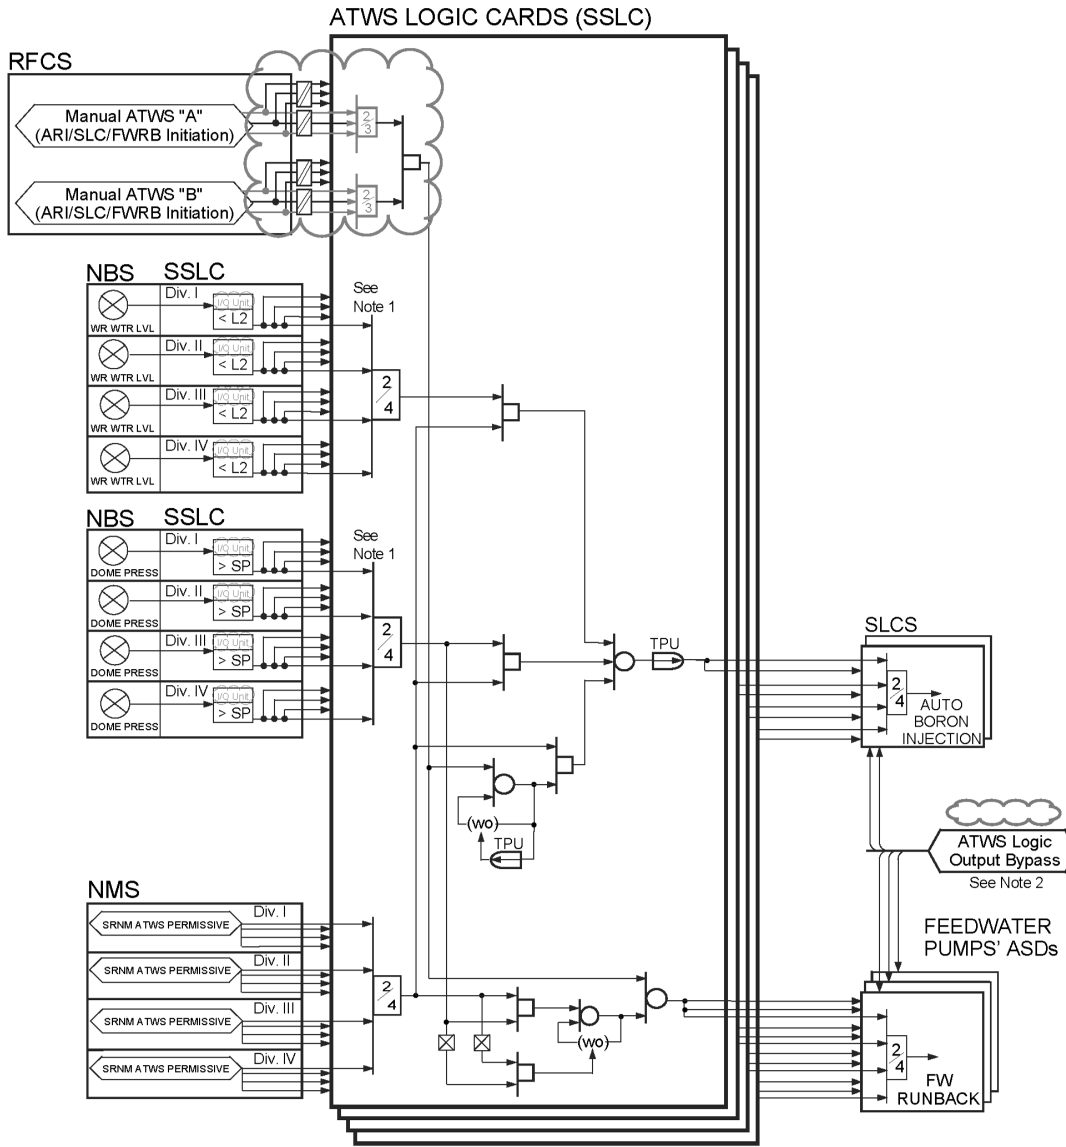 ATWS LOGIC CARDS (SSLC)
RFCS
Manual ATWS "A"
(ARI/SLC/FWRB Initiation)
2
3
Manual ATWS "B"
(ARI/SLC/FWRB Initiation)
2
3
NBS SSLC
Div. I
I/Q Unit
< L2
WR WTR LVL
Div. II
I/Q Unit
< L2
WR WTR LVL
Div. III
I/Q Unit
< L2
WR WTR LVL
Div. IV
I/Q Unit
< L2
WR WTR LVL
See
Note 1
2
4
NBS SSLC
Div. I
I/Q Unit
> SP
DOME PRESS
Div. II
I/Q Unit
> SP
DOME PRESS
Div. III
I/Q Unit
> SP
DOME PRESS
Div. IV
I/Q Unit
> SP
DOME PRESS
See
Note 1
2
4
TPU
(wo)
TPU
SLCS
2
4
AUTO
BORON
INJECTION
ATWS Logic
Output Bypass
See Note 2
NMS
Div. I
SRNM ATWS PERMISSIVE
Div. II
SRNM ATWS PERMISSIVE
Div. III
SRNM ATWS PERMISSIVE
Div. IV
SRNM ATWS PERMISSIVE
2
4
(wo)
FEEDWATER
PUMPS' ASDs
2
4
FW
RUNBACK